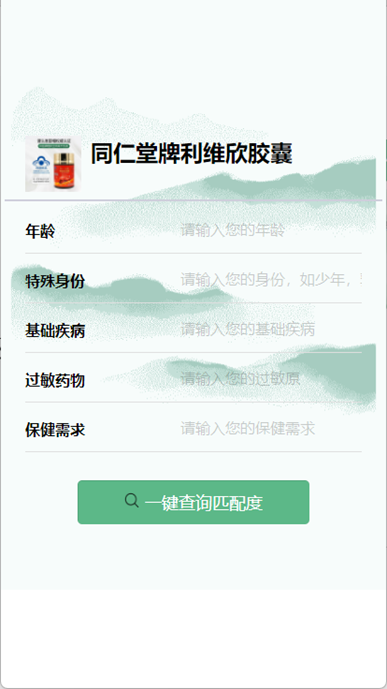 同仁堂牌利维欣胶囊
年龄 请输入您的年龄
特殊身份 请输入您的身份，如少年，
基础疾病 请输入您的基础疾病
过敏药物 请输入您的过敏原
保健需求 请输入您的保健需求
一键查询匹配度